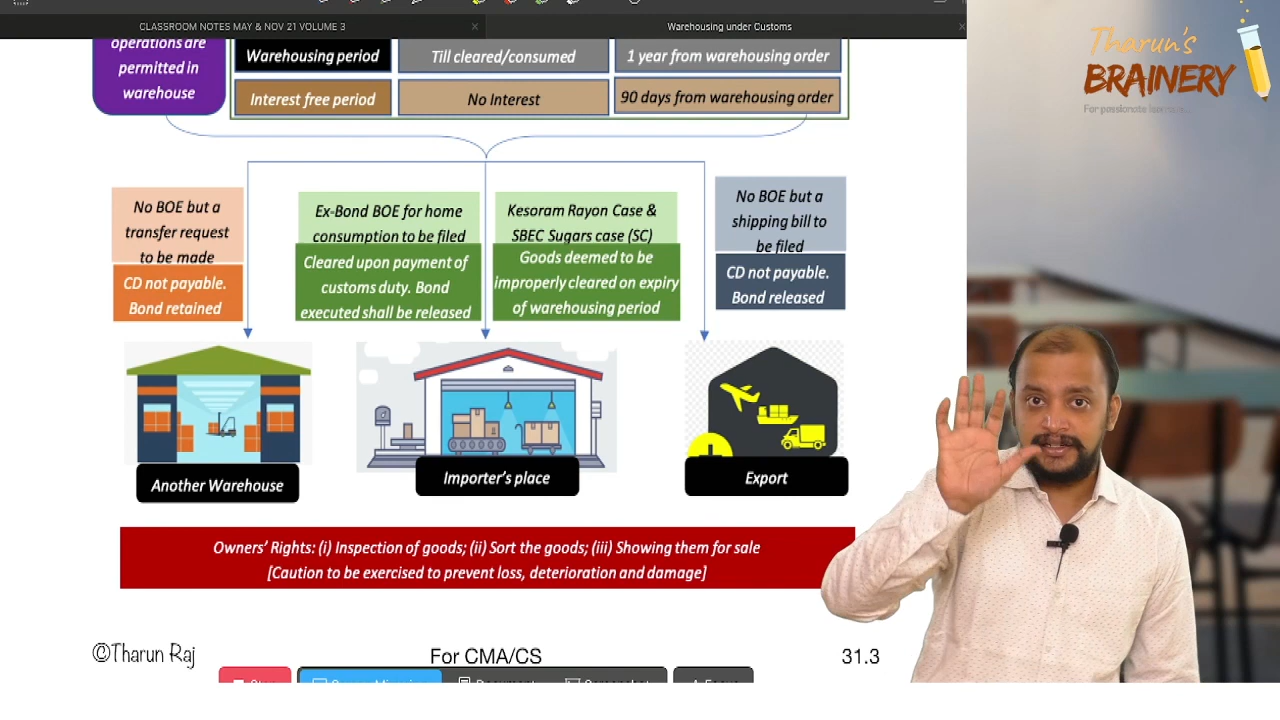 CLASSROOM NOTES MAY & NOV 21 VOLUME 3
Warehousing under Customs
operations are
permitted in
warehouse
Warehousing period
Till cleared/consumed
1 year from warehousing order
Interest free period
No Interest
90 days from warehousing order
No BOE but a
transfer request
to be made
CD not payable.
Bond retained
Ex-Bond BOE for home
consumption to be filed
Cleared upon payment of
customs duty. Bond
executed shall be released
Kesoram Rayon Case &
SBEC Sugars case (SC)
Goods deemed to be
improperly cleared on expiry
of warehousing period
No BOE but a
shipping bill to
be filed
CD not payable.
Bond released
Another Warehouse
Importer's place
Export
Owners' Rights: (i) Inspection of goods; (ii) Sort the goods; (iii) Showing them for sale
[Caution to be exercised to prevent loss, deterioration and damage]
©Tharun Raj
For CMA/CS
31.3
Tharun's
BRAINERY